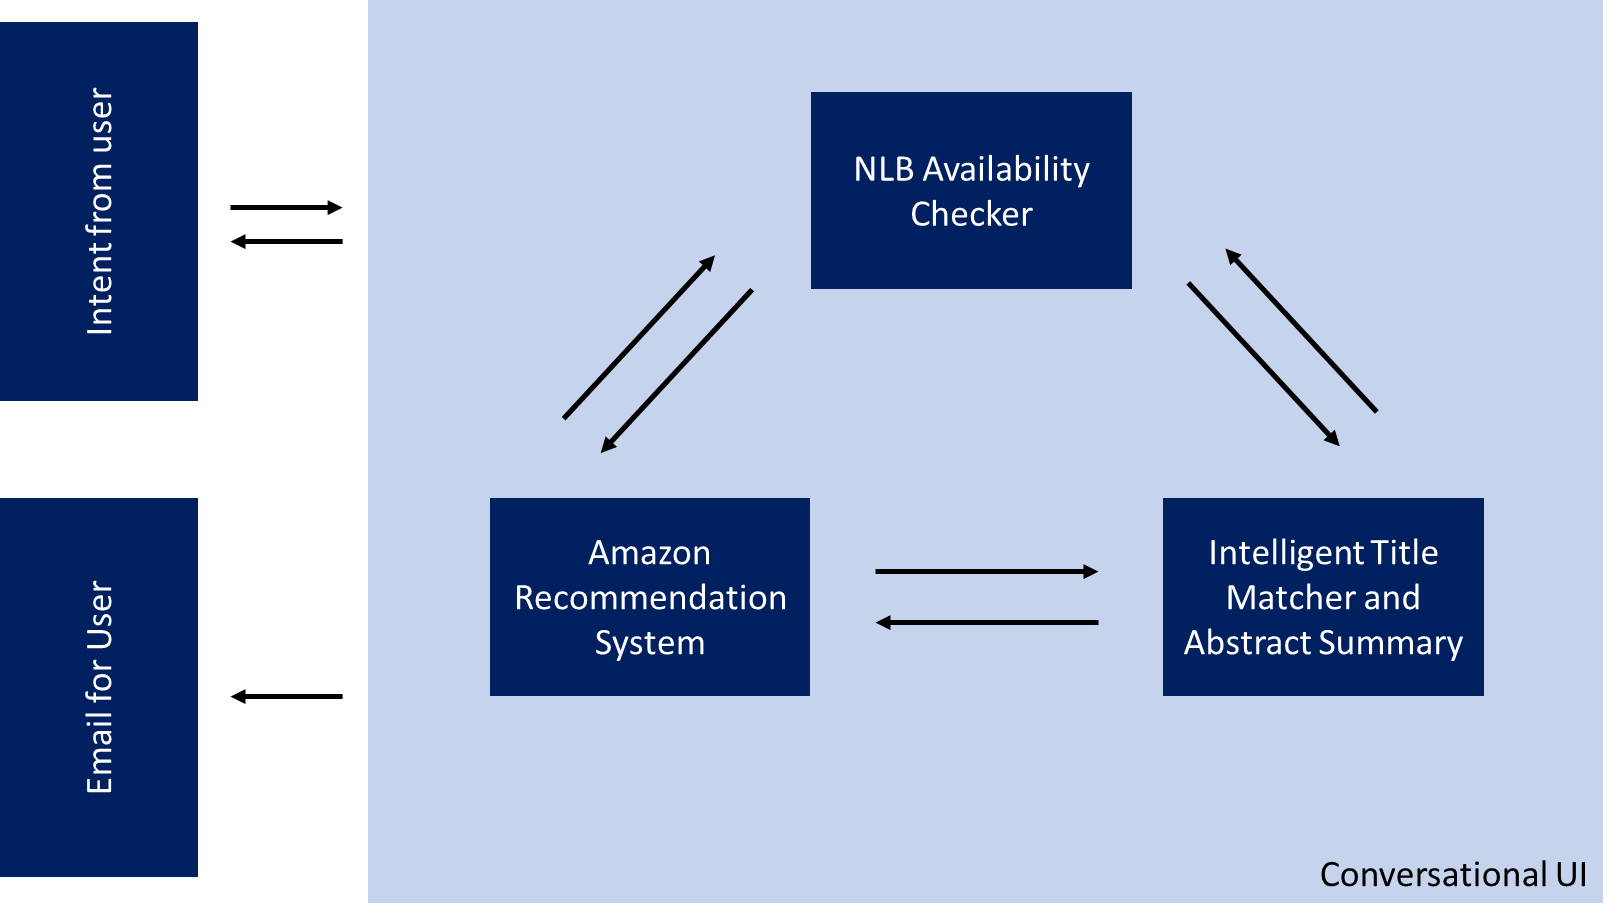 Intent from user
Email for User
NLB Availability
Checker
Amazon
Recommendation
System
Intelligent Title
Matcher and
Abstract Summary
Conversational UI